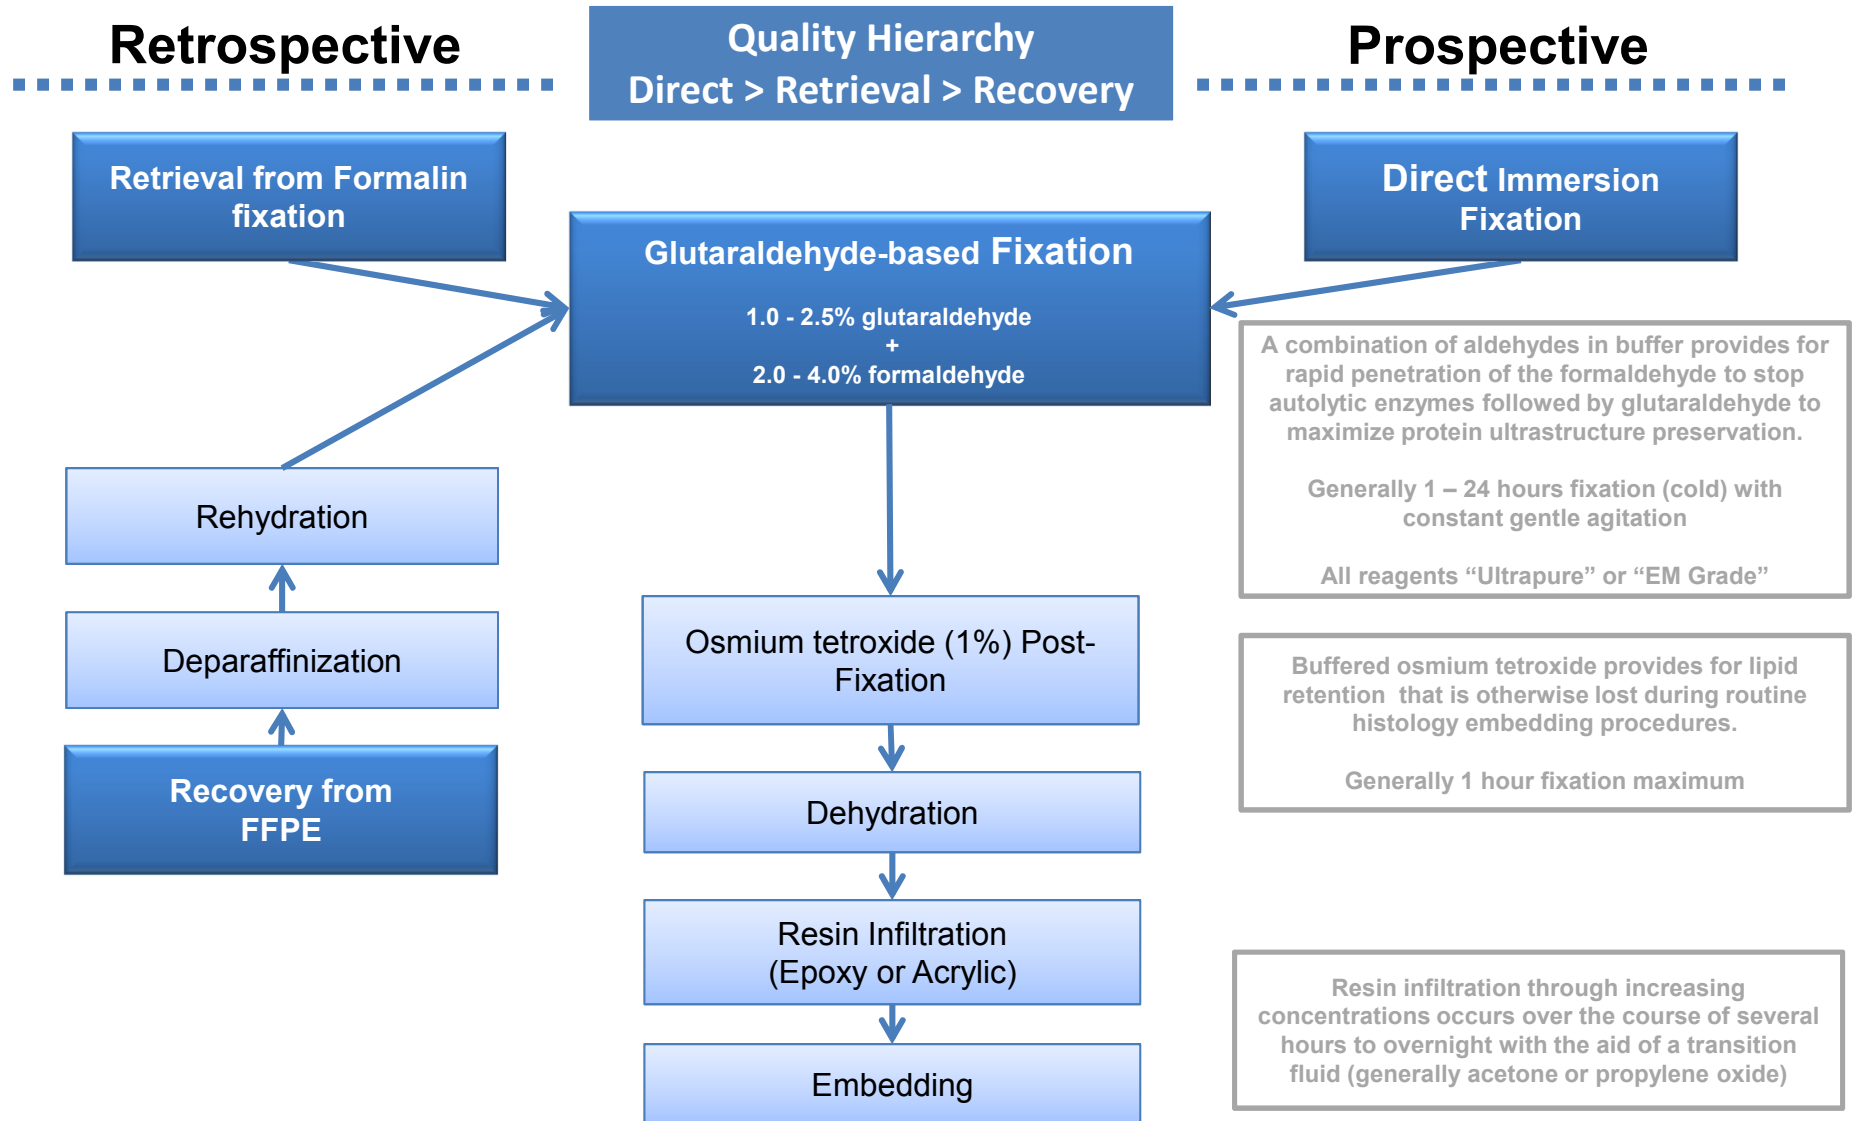 Retrospective
Quality Hierarchy
Direct > Retrieval > Recovery
Prospective
Retrieval from Formalin
fixation
Direct Immersion
Fixation
Glutaraldehyde-based Fixation
1.0 - 2.5% glutaraldehyde
+
2.0 - 4.0% formaldehyde
A combination of aldehydes in buffer provides for
rapid penetration of the formaldehyde to stop
autolytic enzymes followed by glutaraldehyde to
maximize protein ultrastructure preservation.
Generally 1 – 24 hours fixation (cold) with
constant gentle agitation
All reagents “Ultrapure” or “EM Grade”
Rehydration
Deparaffinization
Recovery from
FFPE
Osmium tetroxide (1%) Post-
Fixation
Buffered osmium tetroxide provides for lipid
retention that is otherwise lost during routine
histology embedding procedures.
Generally 1 hour fixation maximum
Dehydration
Resin Infiltration
(Epoxy or Acrylic)
Resin infiltration through increasing
concentrations occurs over the course of several
hours to overnight with the aid of a transition
fluid (generally acetone or propylene oxide)
Embedding